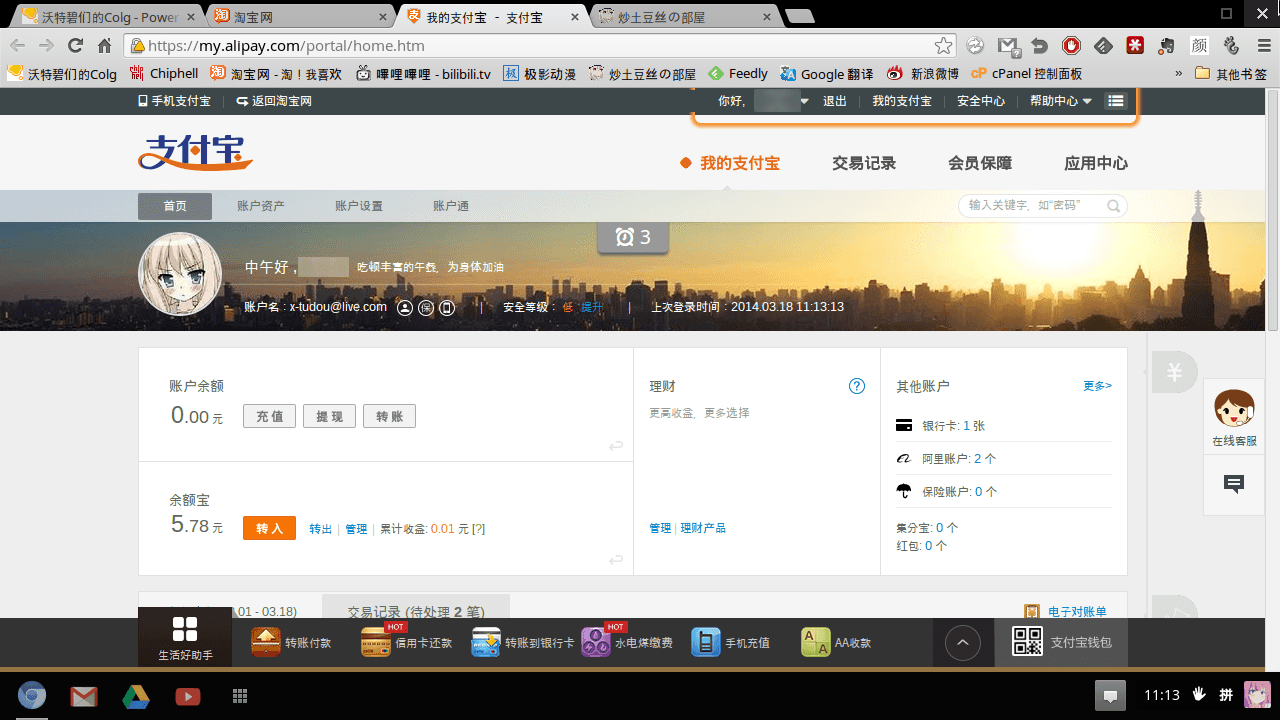 沃特碧们的Colg - Power
淘宝网
我的支付宝 - 支付宝
炒土豆丝の部屋
https://my.alipay.com/portal/home.htm
沃特碧们的Colg Chiphell 淘宝网 - 淘！我喜欢 嗶哩嗶哩 - bilibili.tv 极影动漫 炒土豆丝の部屋 Feedly Google 翻译 新浪微博 cPanel 控制面板 » 其他书签
手机支付宝 返回淘宝网 你好, 退出 我的支付宝 安全中心 帮助中心
支付宝
我的支付宝 交易记录 会员保障 应用中心
首页 账户资产 账户设置 账户通 输入关键字，如“密码”
3
中午好 , 吃顿丰富的午餐，为身体加油
账户名 : x-tudou@live.com 保 安全等级 : 低 提升 上次登录时间 : 2014.03.18 11:13:13
账户余额 理财 ? 其他账户 更多>
0.00 元 充 值 提 现 转 账 更高收益，更多选择
银行卡: 1 张
阿里账户: 2 个
保险账户: 0 个
余额宝
5.78 元 转 入 转出 管理 累计收益: 0.01 元 [?] 管理 理财产品
集分宝: 0 个
红包: 0 个
¥
在线客服
01 - 03.18) 交易记录 (待处理 2 笔) 电子对账单
生活好助手 转账付款 HOT 信用卡还款 转账到银行卡 HOT 水电煤缴费 手机充值 AA收款 支付宝钱包
11:13 拼